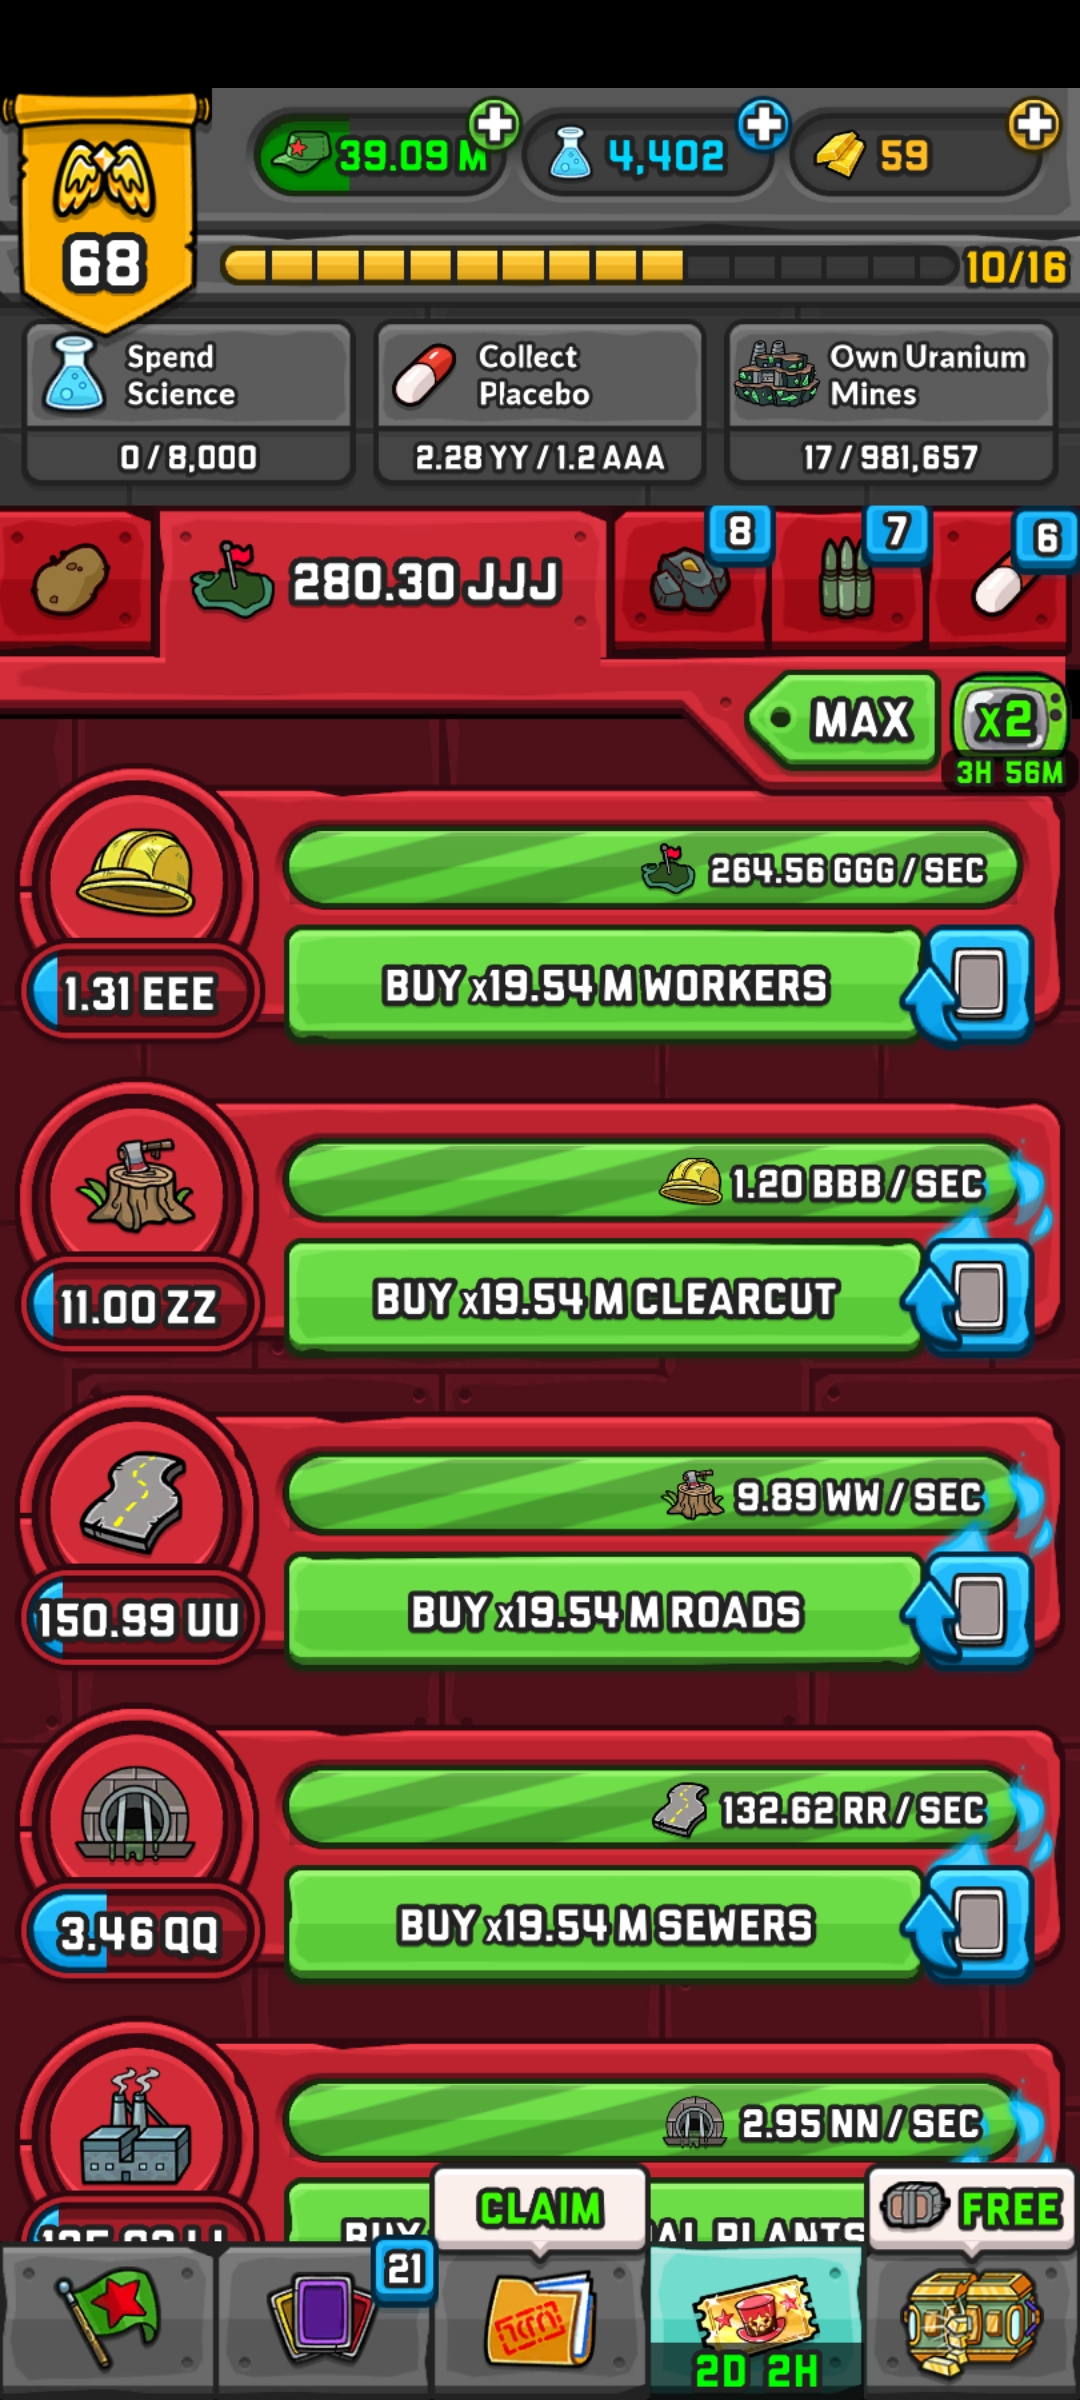 39.09 M
4,402
59
68
10/16
Spend
Science
0 / 8,000
Collect
Placebo
2.28 YY / 1.2 AAA
Own Uranium
Mines
17 / 981,657
280.30 JJJ
8
7
6
MAX
x2
3H 56M
264.56 GGG / SEC
1.31 EEE
BUY x19.54 M WORKERS
1.20 BBB / SEC
11.00 ZZ
BUY x19.54 M CLEARCUT
9.89 WW / SEC
150.99 UU
BUY x19.54 M ROADS
132.62 RR / SEC
3.46 QQ
BUY x19.54 M SEWERS
2.95 NN / SEC
BUY
PLANTS
CLAIM
FREE
21
2D 2H